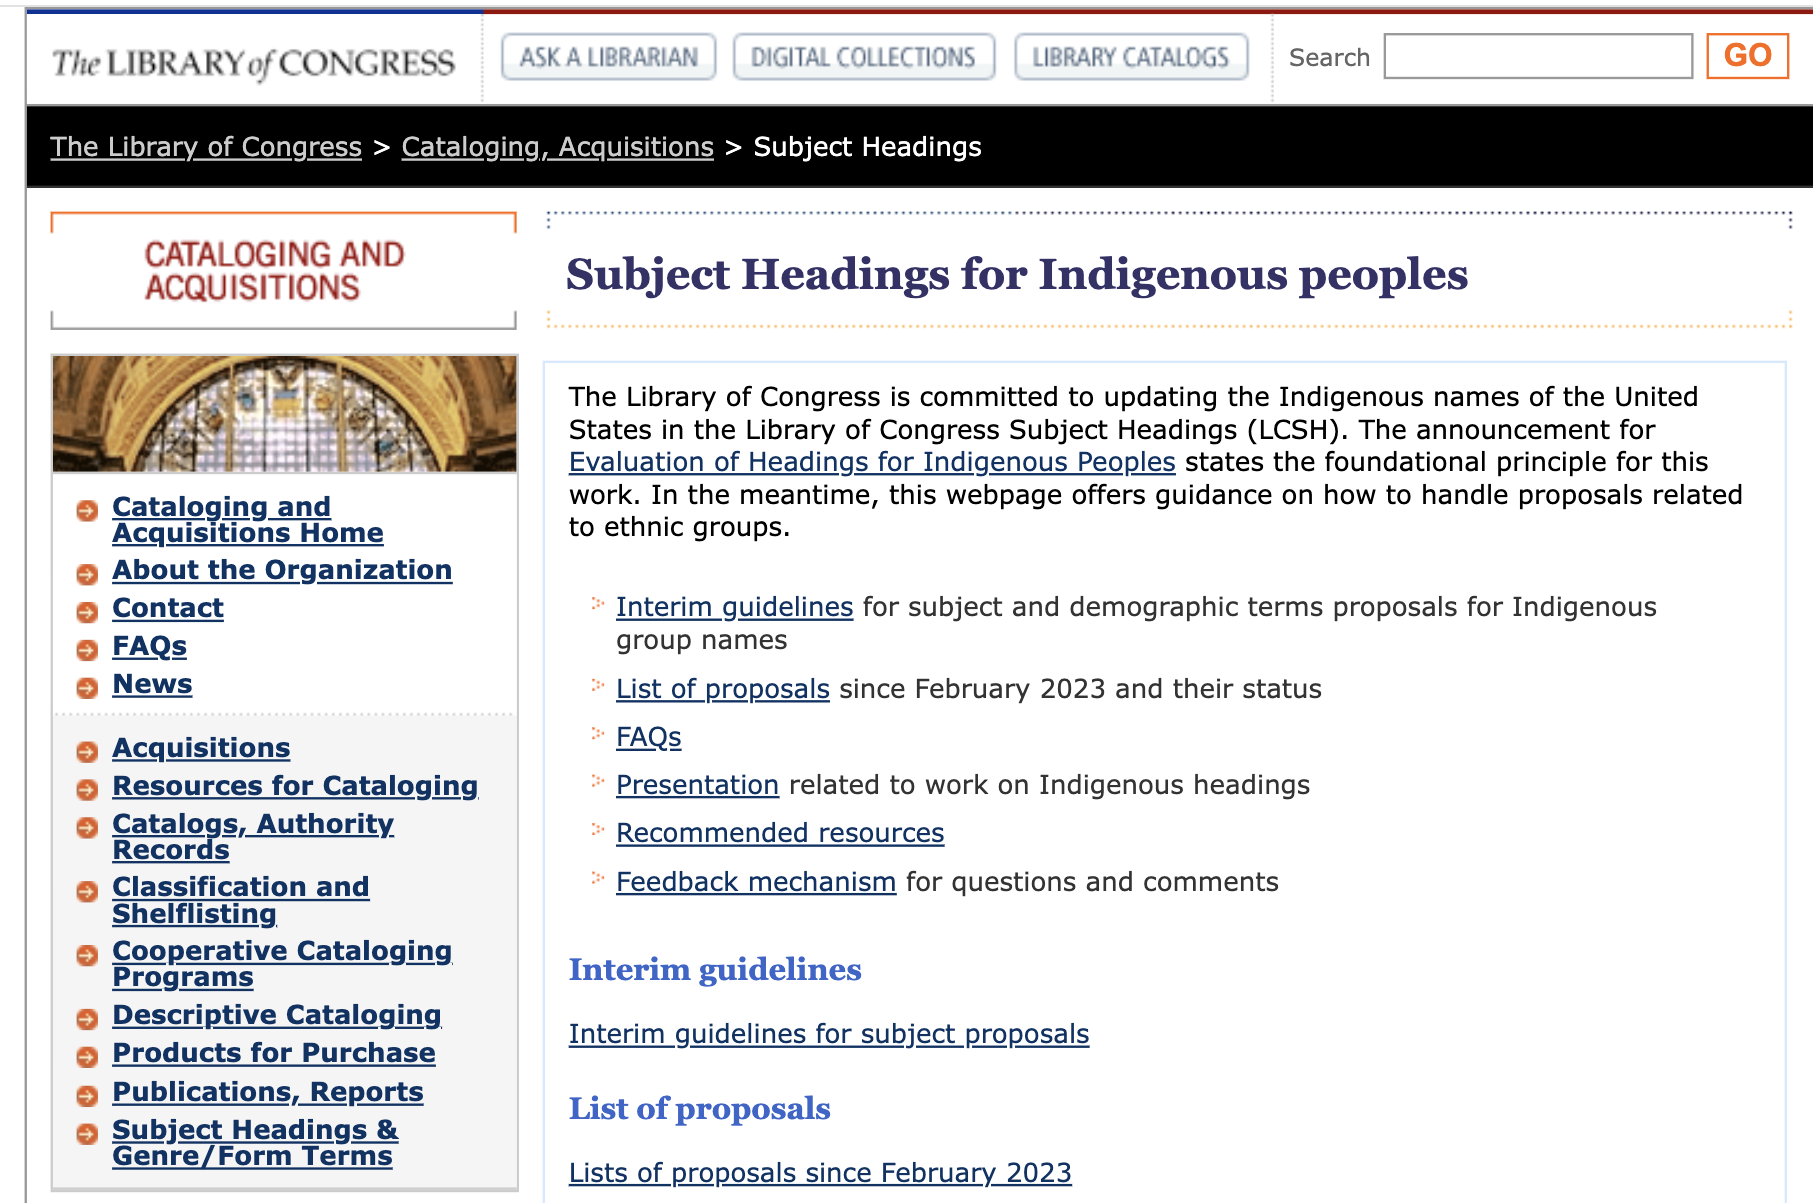 The LIBRARY of CONGRESS
ASK A LIBRARIAN
DIGITAL COLLECTIONS
LIBRARY CATALOGS
Search
GO
The Library of Congress > Cataloging, Acquisitions > Subject Headings
CATALOGING AND
ACQUISITIONS
Cataloging and
Acquisitions Home
About the Organization
Contact
FAQs
News
Acquisitions
Resources for Cataloging
Catalogs, Authority
Records
Classification and
Shelflisting
Cooperative Cataloging
Programs
Descriptive Cataloging
Products for Purchase
Publications, Reports
Subject Headings &
Genre/Form Terms
Subject Headings for Indigenous peoples
The Library of Congress is committed to updating the Indigenous names of the United
States in the Library of Congress Subject Headings (LCSH). The announcement for
Evaluation of Headings for Indigenous Peoples states the foundational principle for this
work. In the meantime, this webpage offers guidance on how to handle proposals related
to ethnic groups.
Interim guidelines for subject and demographic terms proposals for Indigenous
group names
List of proposals since February 2023 and their status
FAQs
Presentation related to work on Indigenous headings
Recommended resources
Feedback mechanism for questions and comments
Interim guidelines
Interim guidelines for subject proposals
List of proposals
Lists of proposals since February 2023